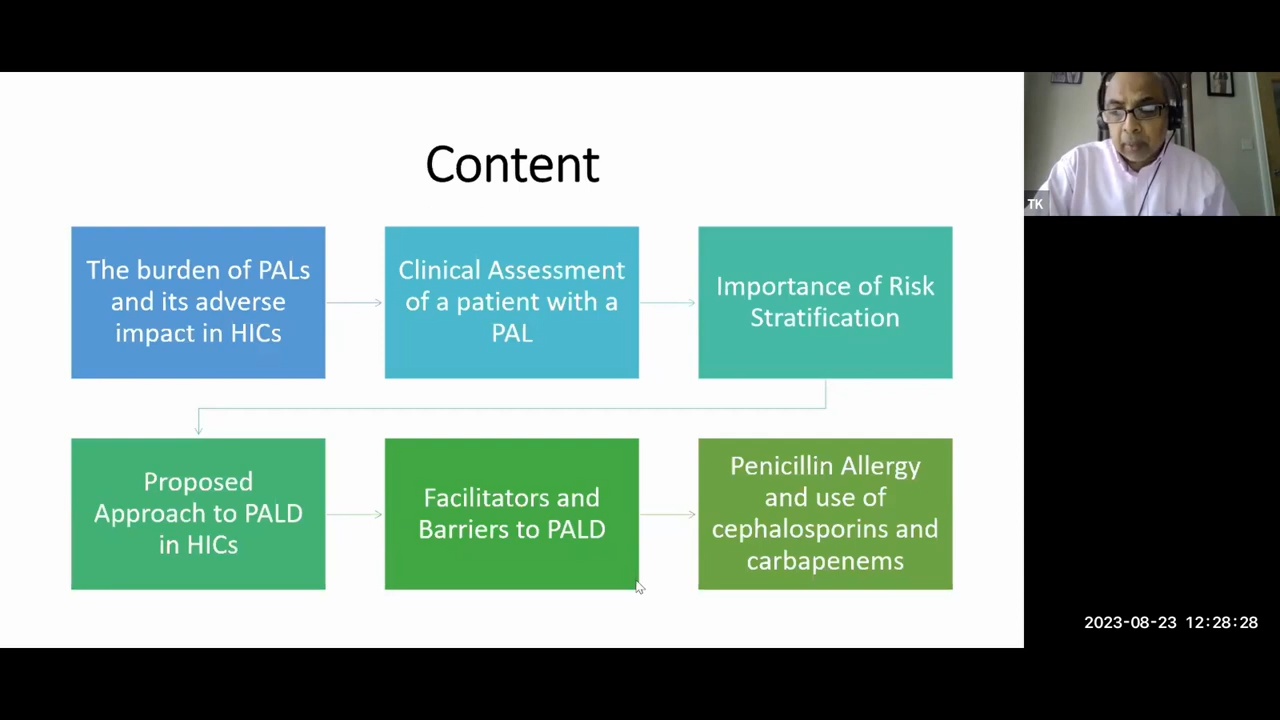 Content
The burden of PALs
and its adverse
impact in HICs
Clinical Assessment
of a patient with a
PAL
Importance of Risk
Stratification
Proposed
Approach to PALD
in HICs
Facilitators and
Barriers to PALD
Penicillin Allergy
and use of
cephalosporins and
carbapenems
TK
2023-08-23 12:28:28